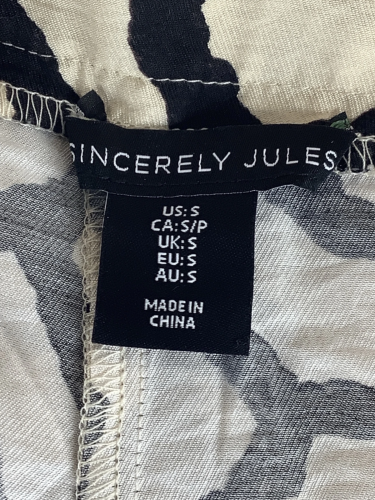 SINCERELY JULES
US: S
CA: S/P
UK: S
EU: S
AU: S
MADE IN
CHINA